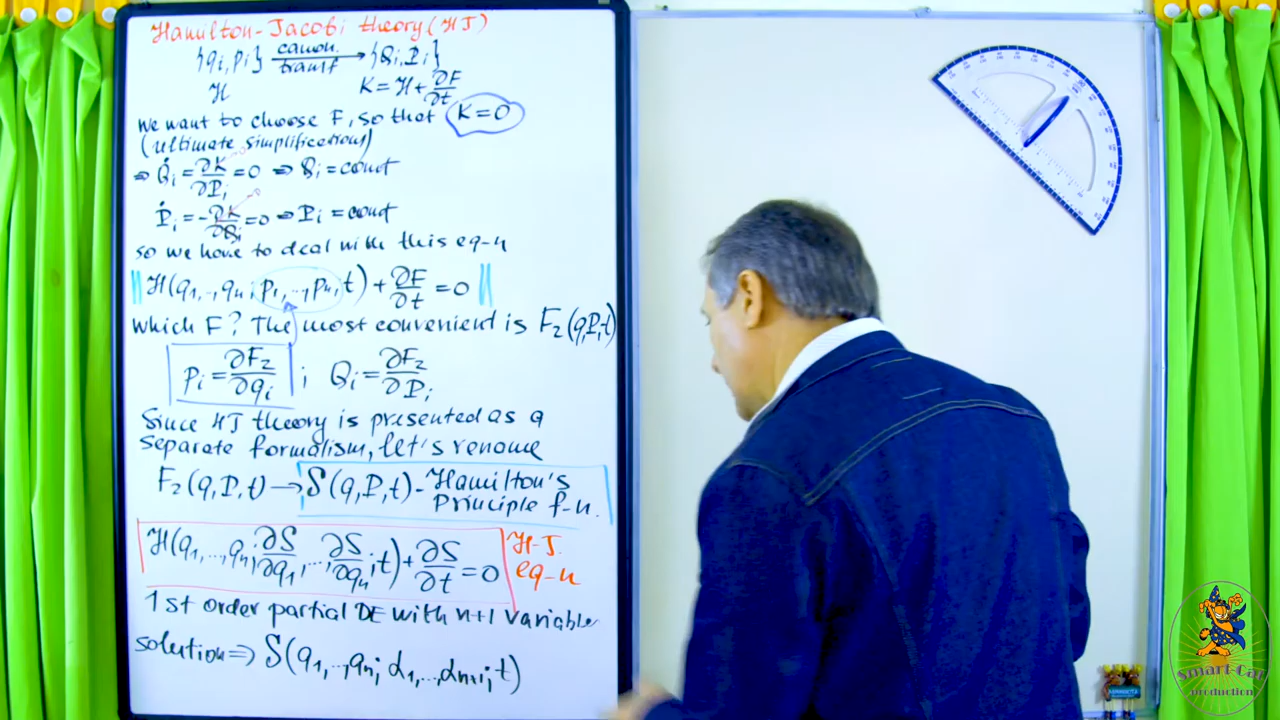 Hamilton-Jacobi theory (HJ)
{qi, pi} canon. transf → {Qi, Pi}
H K = H + ∂F/∂t
we want to choose F, so that K=0
(ultimate simplifications)
⇒ Q̇i = ∂K/∂Pi = 0 ⇒ Qi = const
Ṗi = -∂K/∂Qi = 0 ⇒ Pi = const
so we have to deal with this eq-n
H(q1, .., qn; p1, .., pn, t) + ∂F/∂t = 0
Which F? The most convenient is F2(q,P,t)
pi = ∂F2/∂qi ; Qi = ∂F2/∂Pi
Since HJ theory is presented as a
separate formalism, let's rename
F2(q,P,t) → S(q,P,t) - Hamilton's
Principle f-n.
H(q1, ..., qn; ∂S/∂q1, ..., ∂S/∂qn; t) + ∂S/∂t = 0 H-J. eq-n
1st order partial DE with n+1 variable
solution ⇒ S(q1, .., qn; α1, .., αn+1; t)
Smart Cat
production